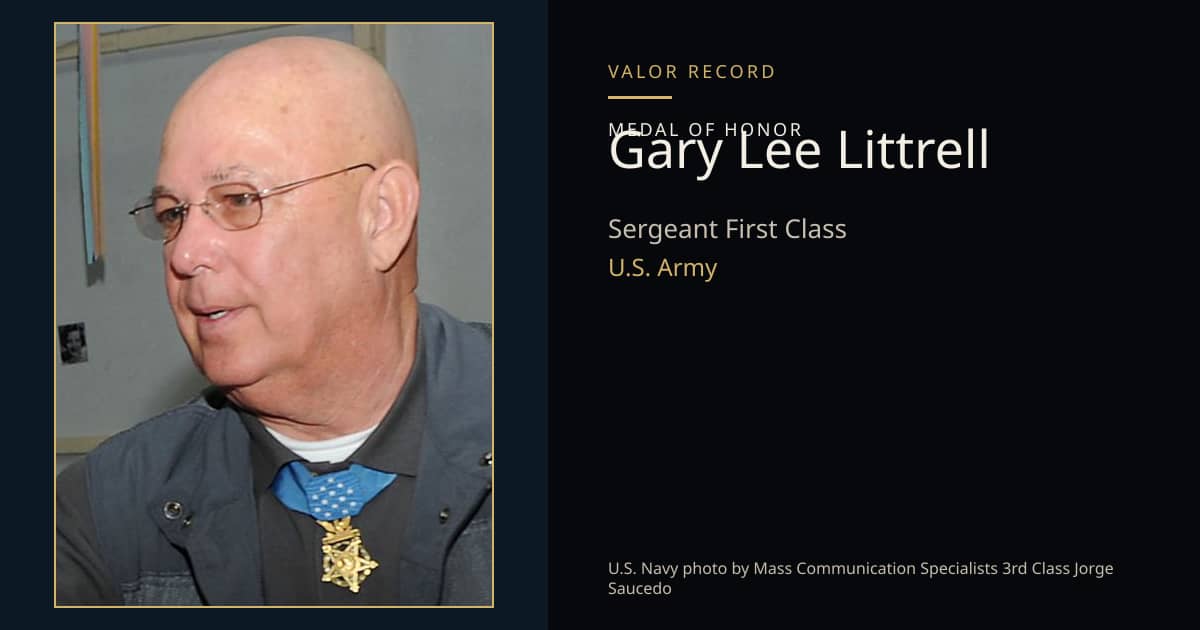 VALOR RECORD
MEDAL OF HONOR
Gary Lee Littrell
Sergeant First Class
U.S. Army
U.S. Navy photo by Mass Communication Specialists 3rd Class Jorge
Saucedo